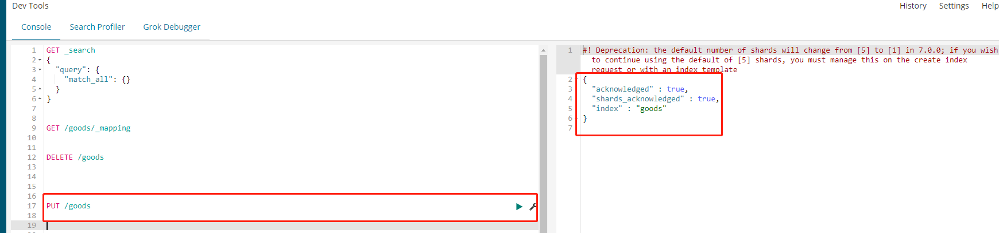 Dev Tools
History Settings Help
Console Search Profiler Grok Debugger
1 GET _search
2 {
3 "query": {
4 "match_all": {}
5 }
6 }
7
8
9 GET /goods/_mapping
10
11
12 DELETE /goods
13
14
15
16
17 PUT /goods
18
19
1 #! Deprecation: the default number of shards will change from [5] to [1] in 7.0.0; if you wish
to continue using the default of [5] shards, you must manage this on the create index
request or with an index template
2 {
3 "acknowledged" : true,
4 "shards_acknowledged" : true,
5 "index" : "goods"
6 }
7